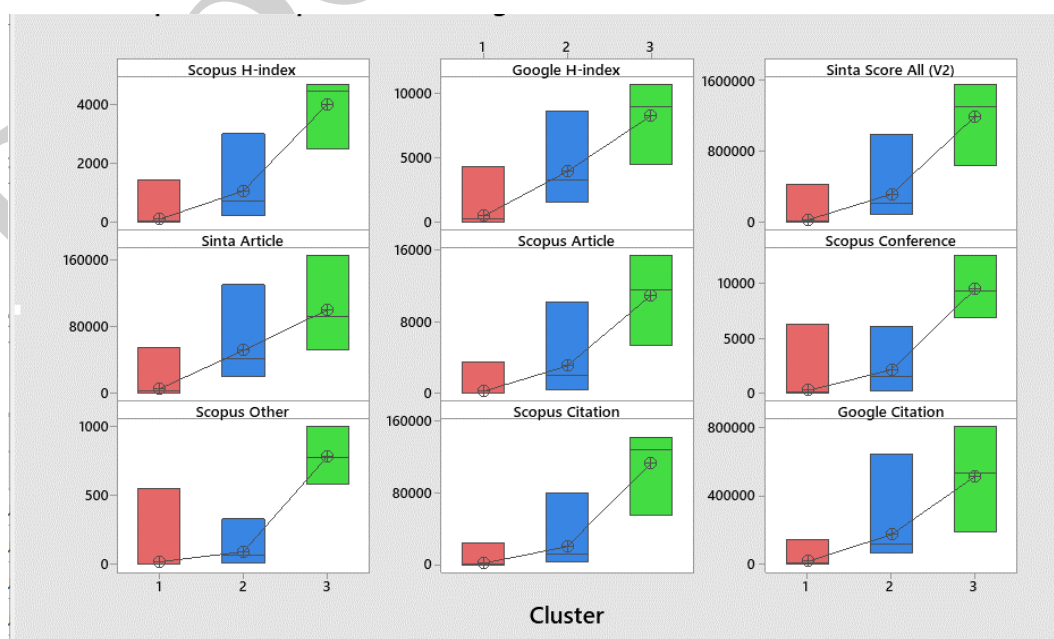 1 2 3
Scopus H-index Google H-index Sinta Score All (V2)
4000 10000 1600000
2000 5000 800000
0 0 0
Sinta Article Scopus Article Scopus Conference
160000 16000 10000
80000 8000 5000
0 0 0
Scopus Other Scopus Citation Google Citation
1000 160000 800000
500 80000 400000
0 0 0
1 2 3 1 2 3
Cluster